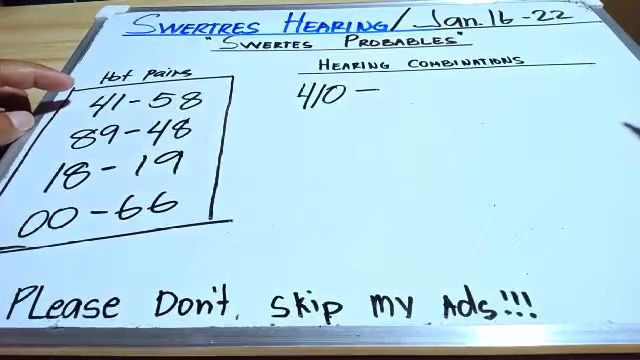 SWERTRES HEARING/ Jan. 16-22
"SWERTES PROBABLES"
Hot Pairs
41-58
89-48
18-19
00-66
HEARING COMBINATIONS
410 -
PLease Don't skip my Ads!!!